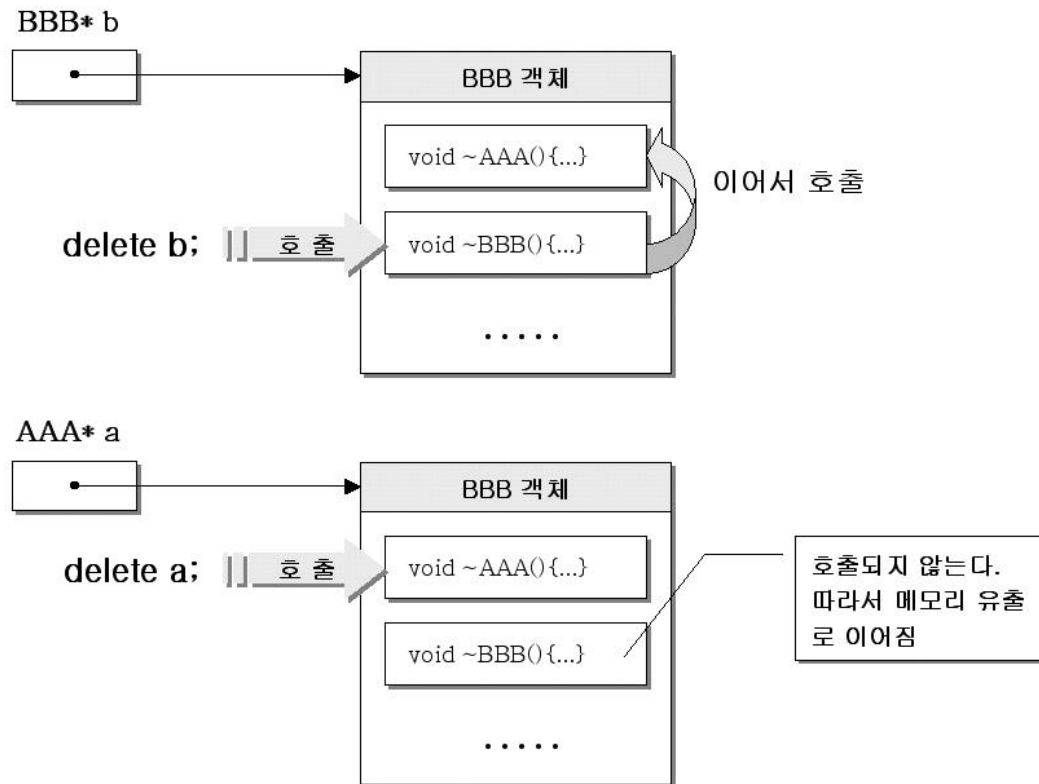 BBB* b
BBB 객체
void ~AAA(){...}
이어서 호출
delete b;
호 출
void ~BBB(){...}
.....
AAA* a
BBB 객체
delete a;
호 출
void ~AAA(){...}
void ~BBB(){...}
.....
호출되지 않는다.
따라서 메모리 유출
로 이어짐